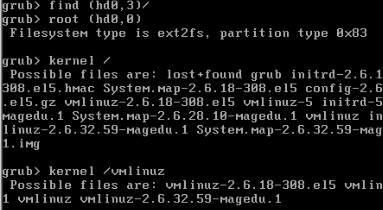 grub> find (hd0,3)/
grub> root (hd0,0)
Filesystem type is ext2fs, partition type 0x83
grub> kernel /
Possible files are: lost+found grub initrd-2.6.1
308.el5.hmac System.map-2.6.18-308.el5 config-2.6
.el5.gz vmlinuz-2.6.18-308.el5 vmlinuz-5 initrd-5
magedu.1 System.map-2.6.28.10-magedu.1 vmlinuz in
linuz-2.6.32.59-magedu.1 System.map-2.6.32.59-mag
1.img
grub> kernel /vmlinuz
Possible files are: vmlinuz-2.6.18-308.el5 vmlin
1 vmlinuz vmlinuz-2.6.32.59-magedu.1